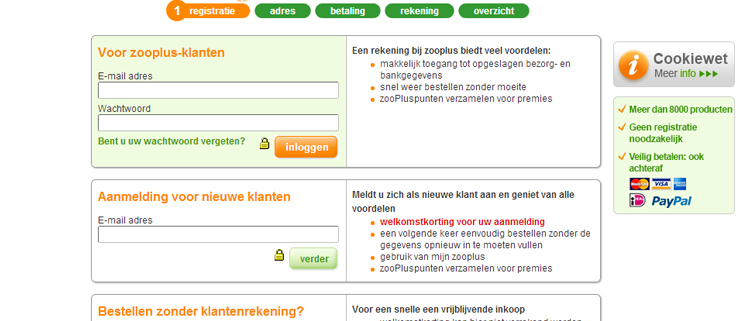 1 registratie adres betaling rekening overzicht
Voor zooplus-klanten
E-mail adres
Wachtwoord
Bent u uw wachtwoord vergeten? inloggen
Een rekening bij zooplus biedt veel voordelen:
makkelijk toegang tot opgeslagen bezorg- en
bankgegevens
snel weer bestellen zonder moeite
zooPluspunten verzamelen voor premies
Cookiewet
Meer info
Meer dan 8000 producten
Geen registratie
noodzakelijk
Veilig betalen: ook
achteraf
VISA
iDEAL PayPal
Aanmelding voor nieuwe klanten
E-mail adres
verder
Meldt u zich als nieuwe klant aan en geniet van alle
voordelen
welkomstkorting voor uw aanmelding
een volgende keer eenvoudig bestellen zonder de
gegevens opnieuw in te moeten vullen
gebruik van mijn zooplus
zooPluspunten verzamelen voor premies
Bestellen zonder klantenrekening?
Voor een snelle een vrijblijvende inkoop